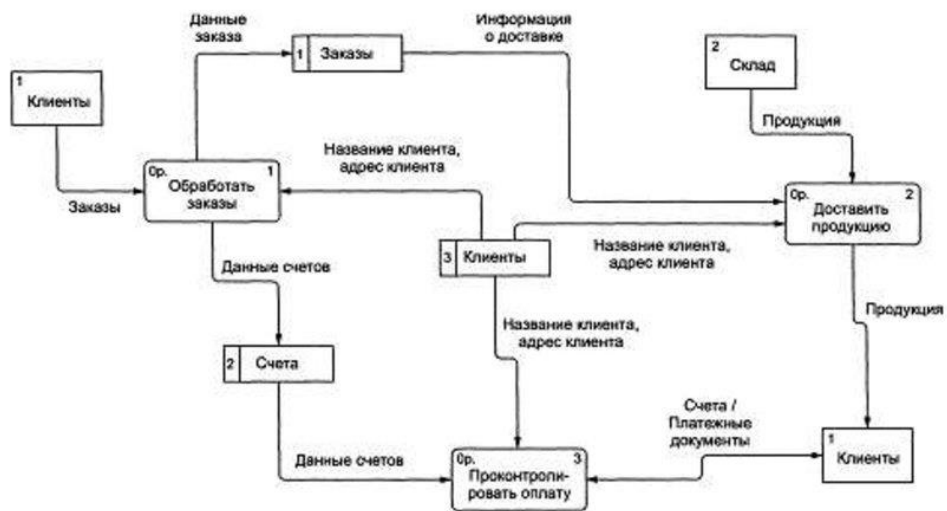 Данные
заказа
Информация
о доставке
1 Заказы
2
Склад
1
Клиенты
Продукция
Название клиента,
адрес клиента
0р. 1
Обработать
заказы
Заказы
0р. 2
Доставить
продукцию
Название клиента,
адрес клиента
3 Клиенты
Данные счетов
Продукция
Название клиента,
адрес клиента
2 Счета
Счета /
Платежные
документы
1
Клиенты
Данные счетов
0р. 3
Проконтроли-
ровать оплату